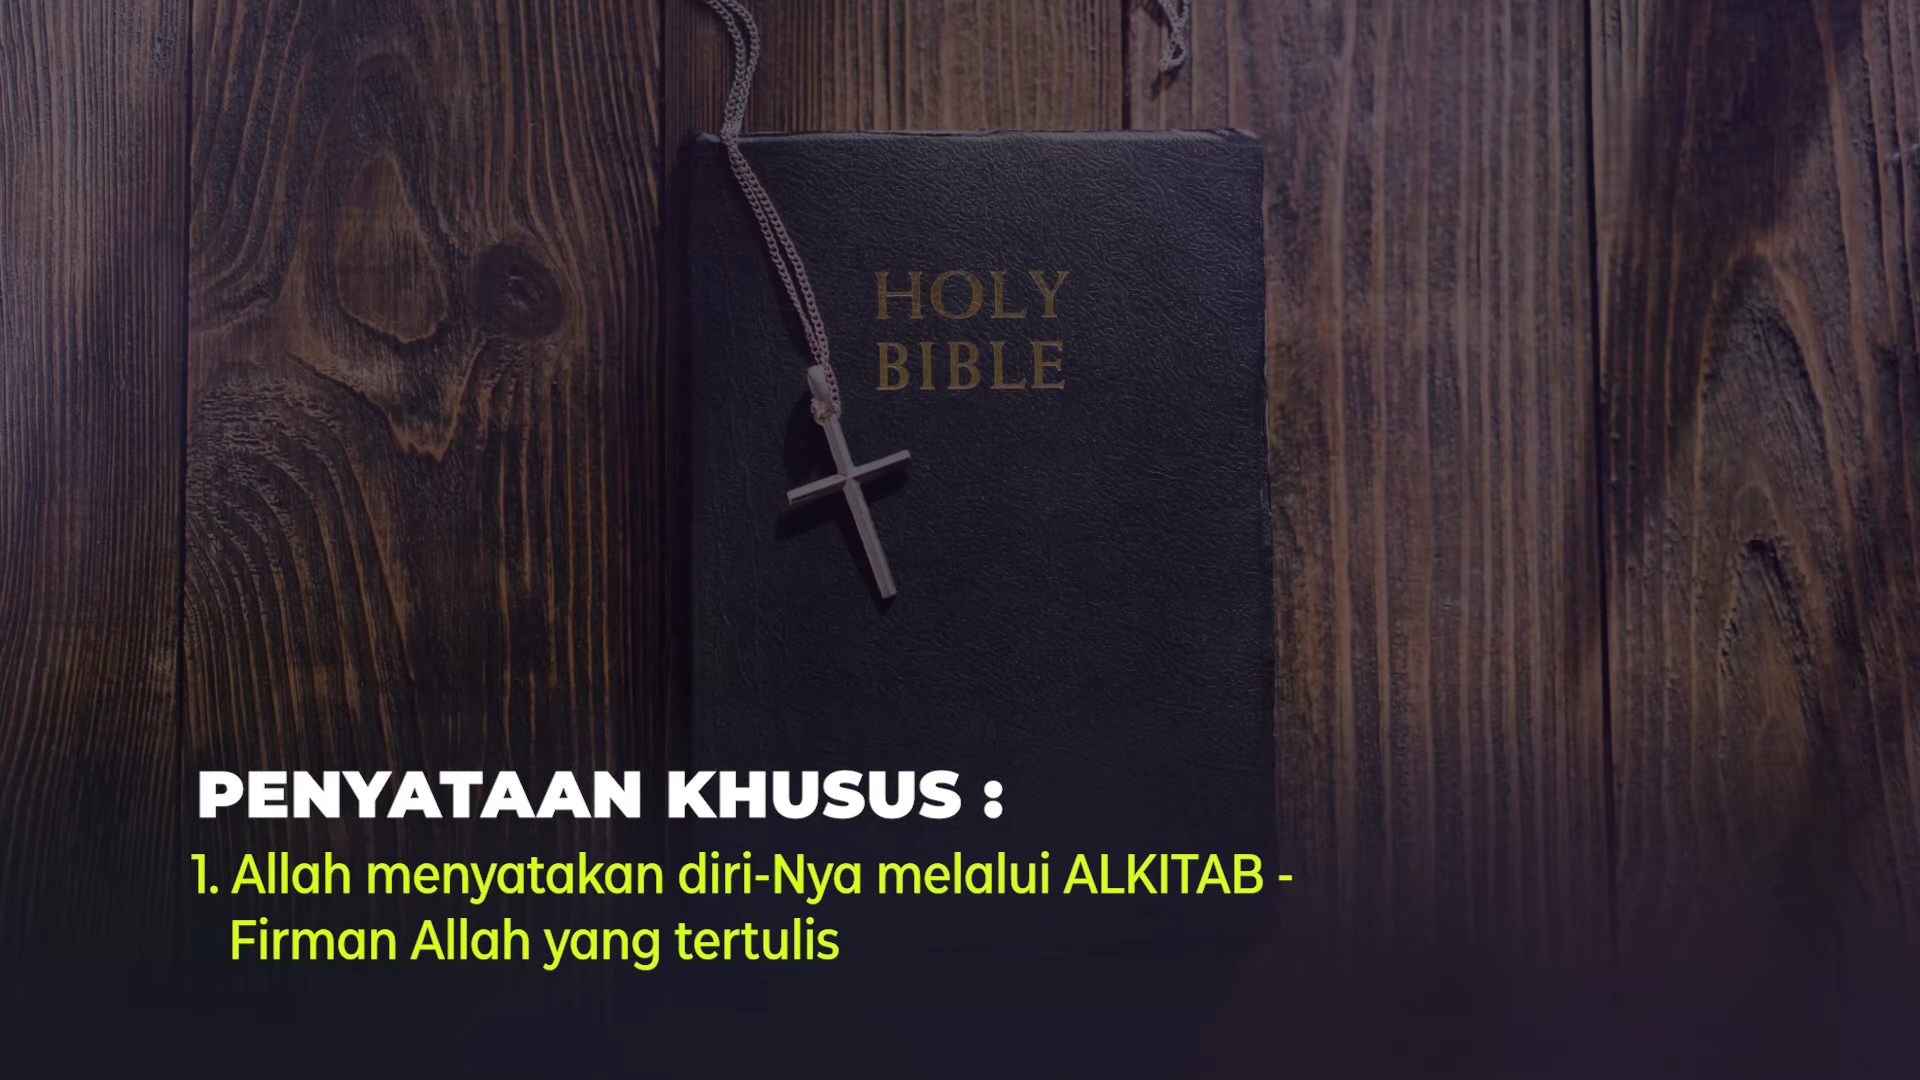 HOLY
BIBLE
PENYATAAN KHUSUS :
1. Allah menyatakan diri-Nya melalui ALKITAB -
Firman Allah yang tertulis